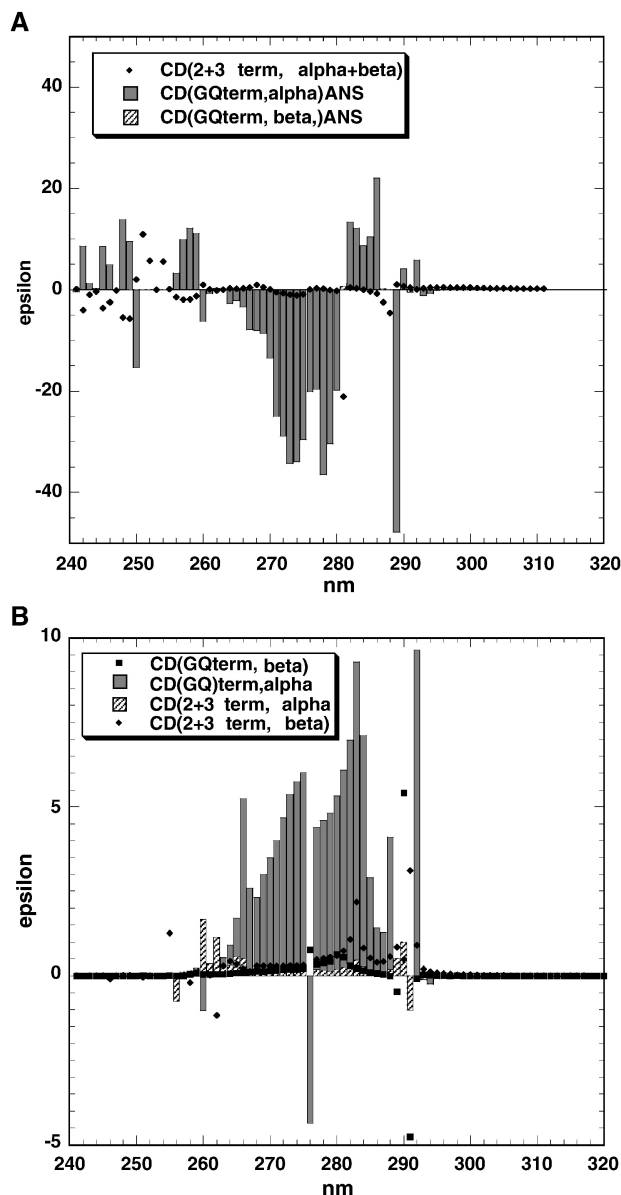 A
CD(2+3 term, alpha+beta)
CD(GQterm,alpha)ANS
CD(GQterm, beta,)ANS
epsilon
40
20
0
-20
-40
240 250 260 270 280 290 300 310 320
nm
B
CD(GQterm, beta)
CD(GQ)term,alpha
CD(2+3 term, alpha
CD(2+3 term, beta)
epsilon
10
5
0
-5
240 250 260 270 280 290 300 310 320
nm